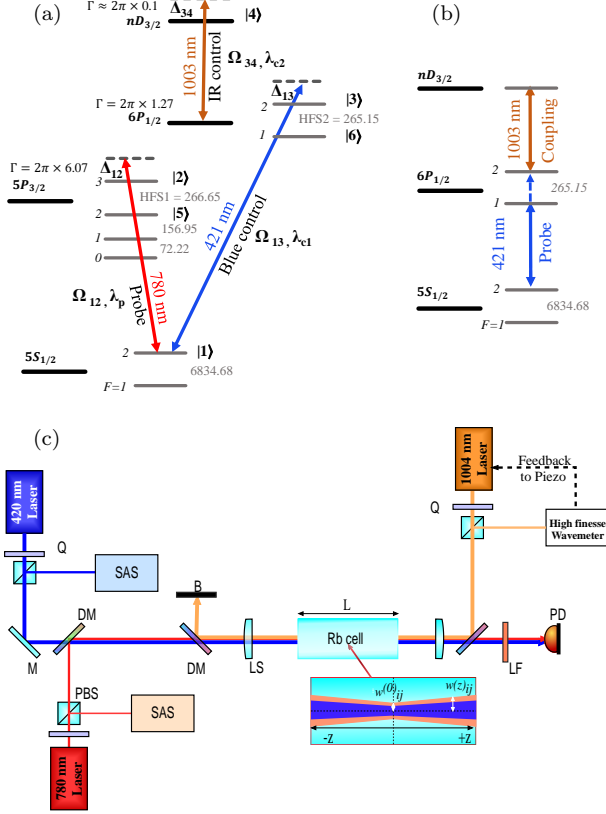 (a)
Γ ≈ 2π × 0.1
nD3/2
Δ34
|4⟩
1003 nm
IR control
Ω34, λc2
Γ = 2π × 1.27
6P1/2
Δ13
2
|3⟩
HFS2 = 265.15
1
|6⟩
Γ = 2π × 6.07
5P3/2
Δ12
3
|2⟩
HFS1 = 266.65
2
|5⟩
156.95
1
72.22
0
421 nm
Blue control
Ω13, λc1
Ω12, λp
780 nm
Probe
2
|1⟩
5S1/2
6834.68
F=1
(b)
nD3/2
1003 nm
Coupling
2
6P1/2
265.15
1
421 nm
Probe
2
5S1/2
6834.68
F=1
(c)
420 nm
Laser
Q
SAS
M
DM
PBS
SAS
780 nm
Laser
B
DM
LS
L
Rb cell
w(0)ij
w(z)ij
-z
+z
1004 nm
Laser
Feedback
to Piezo
Q
High finesse
Wavemeter
PD
LF